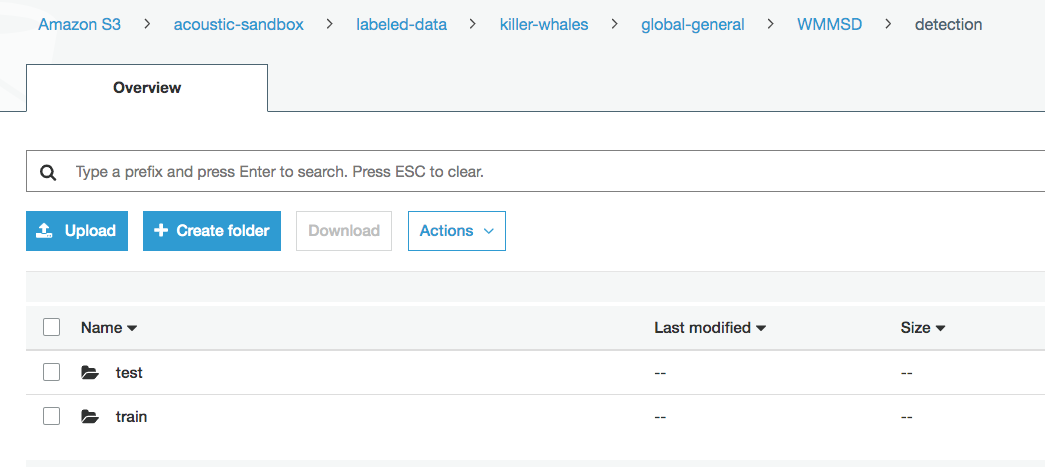 Amazon S3 > acoustic-sandbox > labeled-data > killer-whales > global-general > WMMSD > detection
Overview
Type a prefix and press Enter to search. Press ESC to clear.
Upload + Create folder Download Actions
Name Last modified Size
test -- --
train -- --